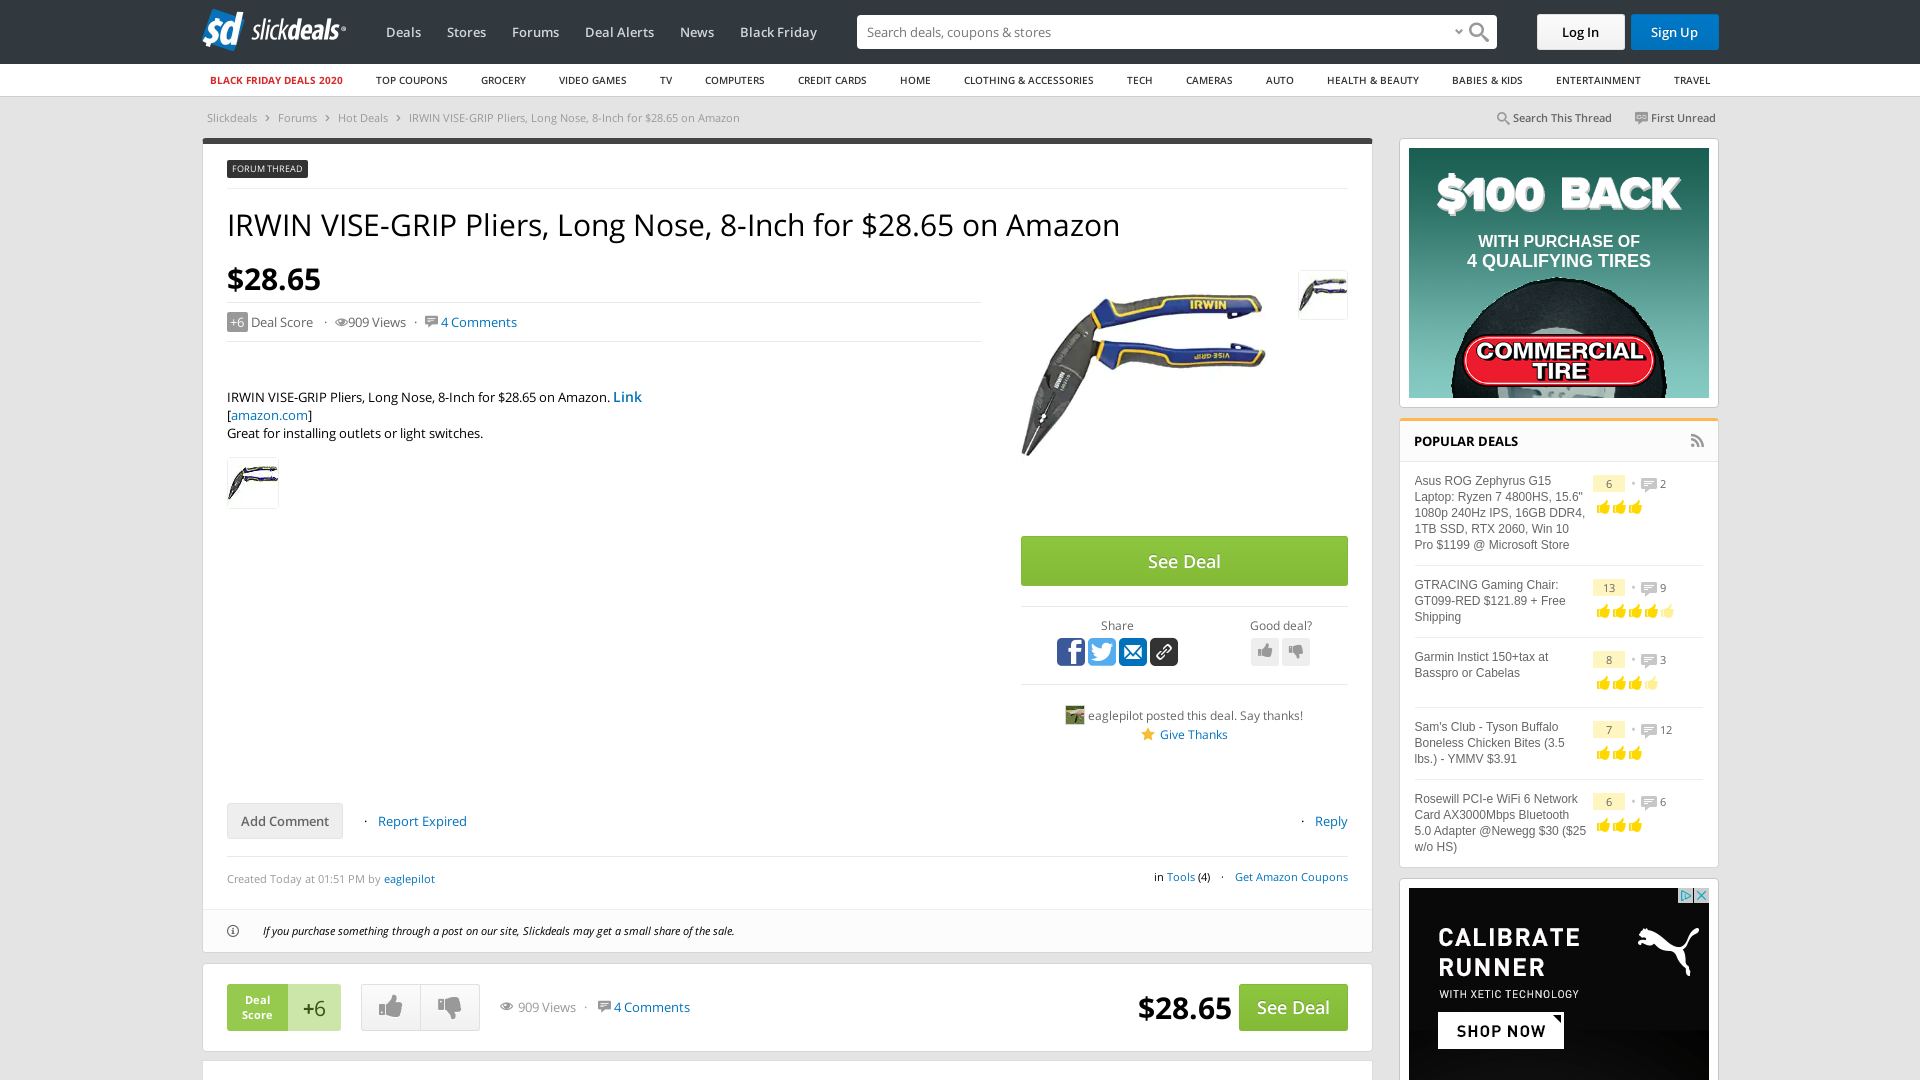 sd slickdeals
Deals Stores Forums Deal Alerts News Black Friday
Search deals, coupons & shares
Log In Sign Up
BLACK FRIDAY DEALS 2020 TOP COUPONS GROCERY VIDEO GAMES TV COMPUTERS CREDIT CARDS HOME CLOTHING & ACCESSORIES TECH CAMERAS AUTO HEALTH & BEAUTY BABIES & KIDS ENTERTAINMENT TRAVEL
Slickdeals > Forums > Hot Deals > IRWIN VISE-GRIP Pliers, Long Nose, 8-Inch for $28.65 on Amazon
Search This Thread First Unread
FORUM THREAD
IRWIN VISE-GRIP Pliers, Long Nose, 8-Inch for $28.65 on Amazon
$28.65
+6 Deal Score · 909 Views · 4 Comments
IRWIN
VISE-GRIP
IRWIN
IRWIN VISE-GRIP Pliers, Long Nose, 8-Inch for $28.65 on Amazon. Link
[amazon.com]
Great for installing outlets or light switches.
See Deal
Share
Good deal?
eaglepilot posted this deal. Say thanks!
Give Thanks
Add Comment · Report Expired
· Reply
Created Today at 01:51 PM by eaglepilot
in Tools (4) · Get Amazon Coupons
If you purchase something through a post on our site, Slickdeals may get a small share of the sale.
Deal
Score
+6
909 Views · 4 Comments
$28.65
See Deal
$100 BACK
WITH PURCHASE OF
4 QUALIFYING TIRES
COMMERCIAL
TIRE
POPULAR DEALS
Asus ROG Zephyrus G15
Laptop: Ryzen 7 4800HS, 15.6"
1080p 240Hz IPS, 16GB DDR4,
1TB SSD, RTX 2060, Win 10
Pro $1199 @ Microsoft Store
6 · 2
GTRACING Gaming Chair:
GT099-RED $121.89 + Free
Shipping
13 · 9
Garmin Instict 150+tax at
Basspro or Cabelas
8 · 3
Sam's Club - Tyson Buffalo
Boneless Chicken Bites (3.5
lbs.) - YMMV $3.91
7 · 12
Rosewill PCI-e WiFi 6 Network
Card AX3000Mbps Bluetooth
5.0 Adapter @Newegg $30 ($25
w/o HS)
6 · 6
CALIBRATE
RUNNER
WITH XETIC TECHNOLOGY
SHOP NOW